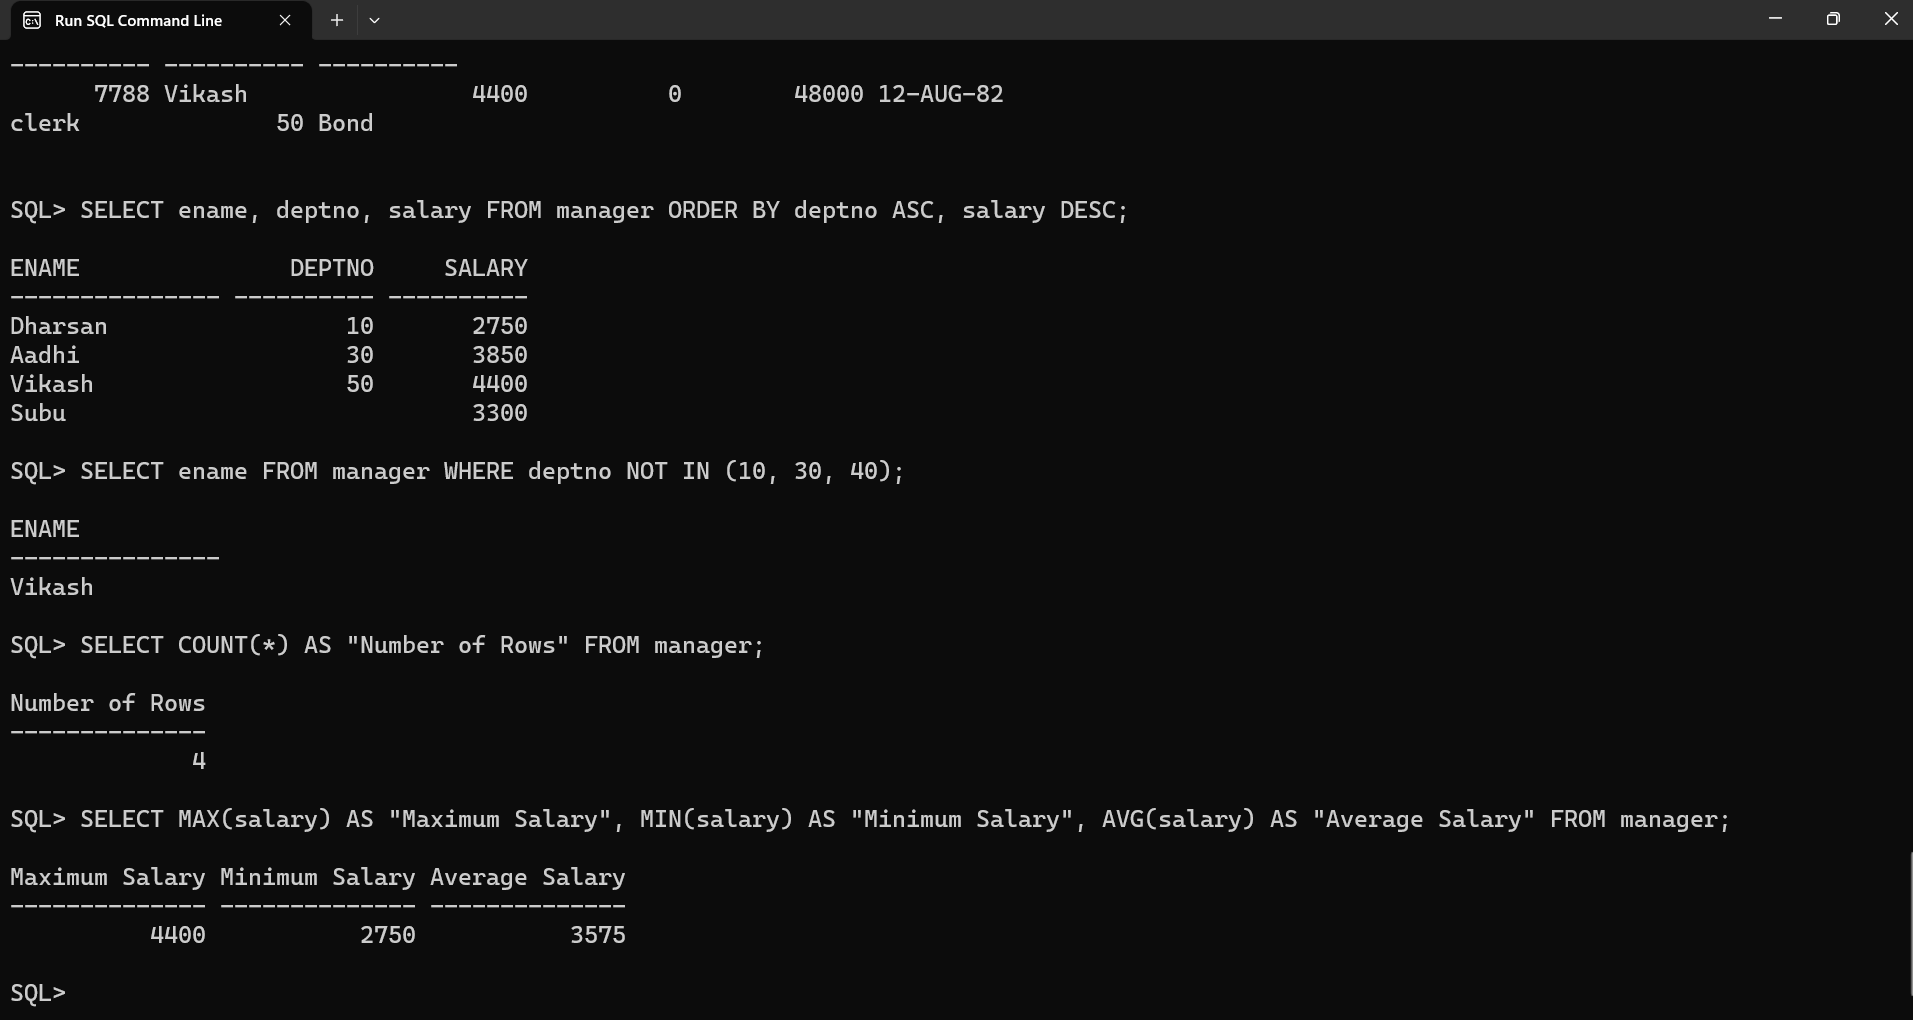 Run SQL Command Line
---------- ---------- ----------
      7788 Vikash                4400          0        48000 12-AUG-82
clerk              50 Bond
SQL> SELECT ename, deptno, salary FROM manager ORDER BY deptno ASC, salary DESC;
ENAME               DEPTNO     SALARY
--------------- ---------- ----------
Dharsan                 10       2750
Aadhi                   30       3850
Vikash                  50       4400
Subu                             3300
SQL> SELECT ename FROM manager WHERE deptno NOT IN (10, 30, 40);
ENAME
---------------
Vikash
SQL> SELECT COUNT(*) AS "Number of Rows" FROM manager;
Number of Rows
--------------
             4
SQL> SELECT MAX(salary) AS "Maximum Salary", MIN(salary) AS "Minimum Salary", AVG(salary) AS "Average Salary" FROM manager;
Maximum Salary Minimum Salary Average Salary
-------------- -------------- --------------
          4400           2750           3575
SQL>